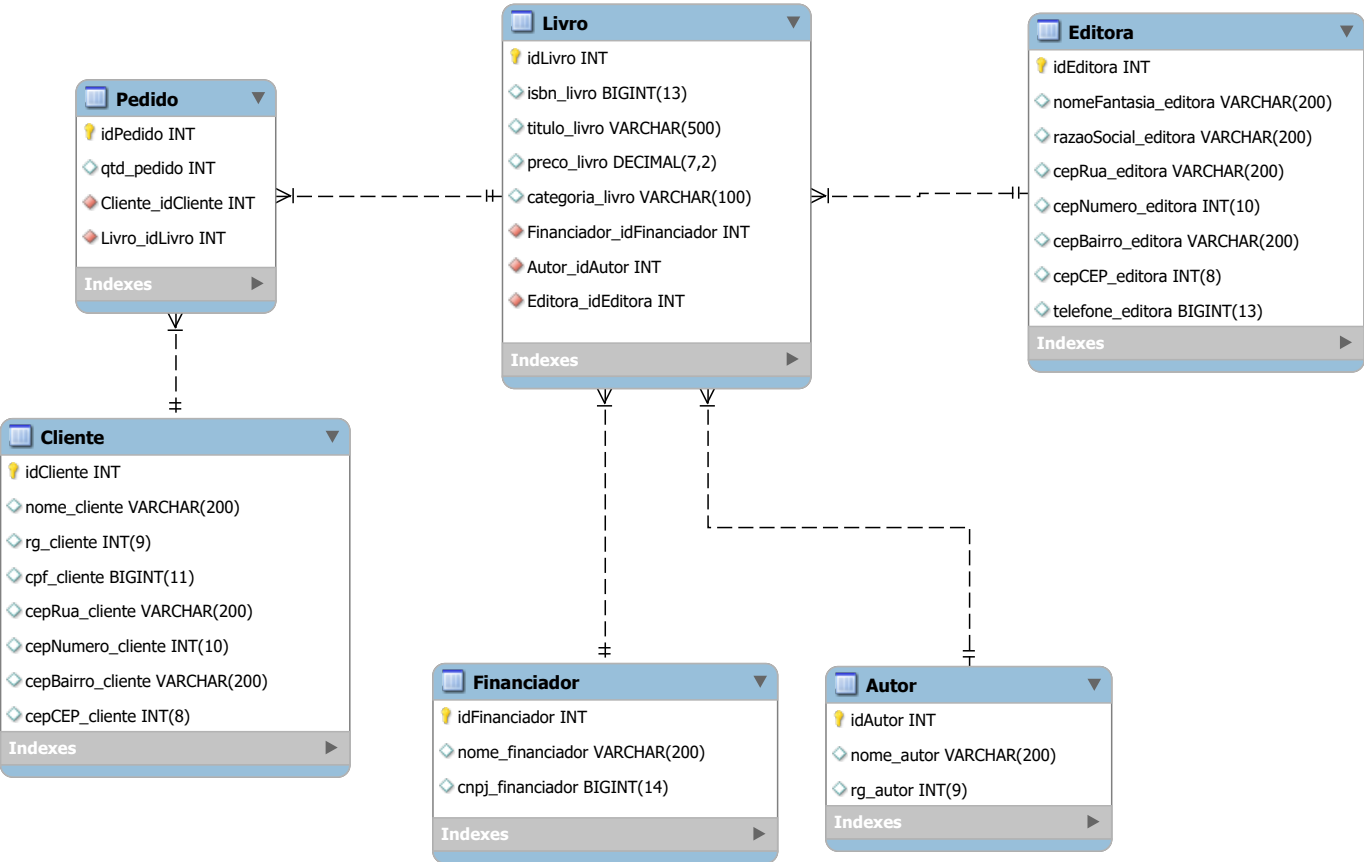 Pedido
idPedido INT
qtd_pedido INT
Cliente_idCliente INT
Livro_idLivro INT
Indexes
Livro
idLivro INT
isbn_livro BIGINT(13)
titulo_livro VARCHAR(500)
preco_livro DECIMAL(7,2)
categoria_livro VARCHAR(100)
Financiador_idFinanciador INT
Autor_idAutor INT
Editora_idEditora INT
Indexes
Editora
idEditora INT
nomeFantasia_editora VARCHAR(200)
razaoSocial_editora VARCHAR(200)
cepRua_editora VARCHAR(200)
cepNumero_editora INT(10)
cepBairro_editora VARCHAR(200)
cepCEP_editora INT(8)
telefone_editora BIGINT(13)
Indexes
Cliente
idCliente INT
nome_cliente VARCHAR(200)
rg_cliente INT(9)
cpf_cliente BIGINT(11)
cepRua_cliente VARCHAR(200)
cepNumero_cliente INT(10)
cepBairro_cliente VARCHAR(200)
cepCEP_cliente INT(8)
Indexes
Financiador
idFinanciador INT
nome_financiador VARCHAR(200)
cnpj_financiador BIGINT(14)
Indexes
Autor
idAutor INT
nome_autor VARCHAR(200)
rg_autor INT(9)
Indexes